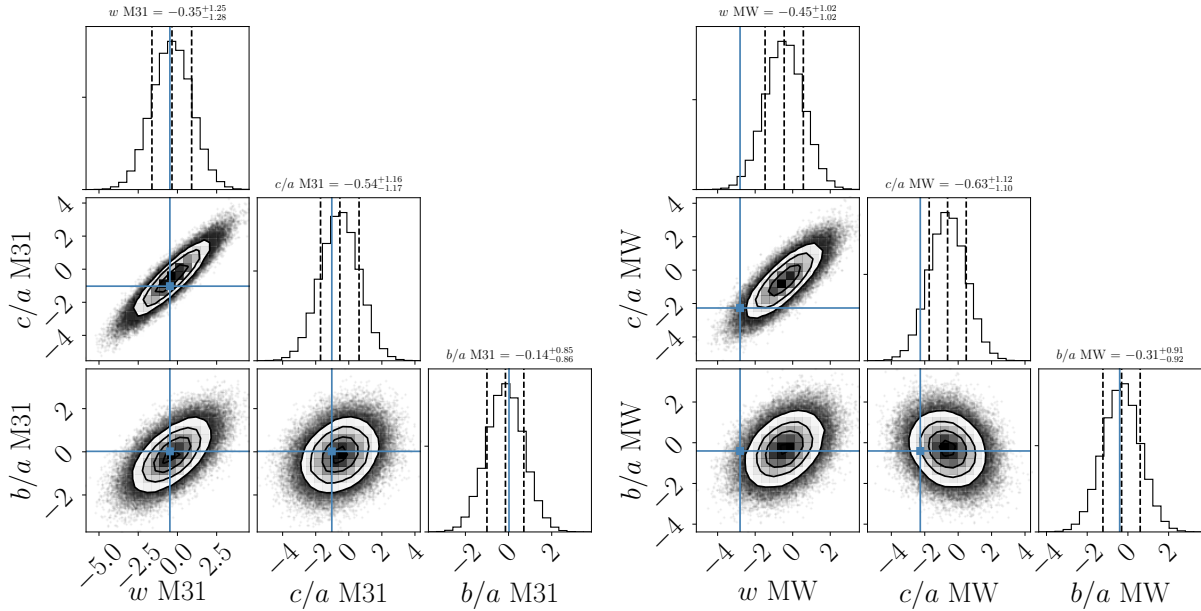 w M31 = −0.35+1.25−1.28
w MW = −0.45+1.02−1.02
c/a M31 = −0.54+1.16−1.17
c/a MW = −0.63+1.12−1.10
4
2
0
−2
−4
c/a M31
4
2
0
−2
−4
c/a MW
b/a M31 = −0.14+0.85−0.86
b/a MW = −0.31+0.91−0.92
2
0
−2
b/a M31
2
0
−2
−4
b/a MW
−5.0 −2.5 0.0 2.5
−4 −2 0 2 4
−2 0 2
−4 −2 0 2
−4 −2 0 2 4
−4 −2 0 2
w M31 c/a M31 b/a M31 w MW c/a MW b/a MW